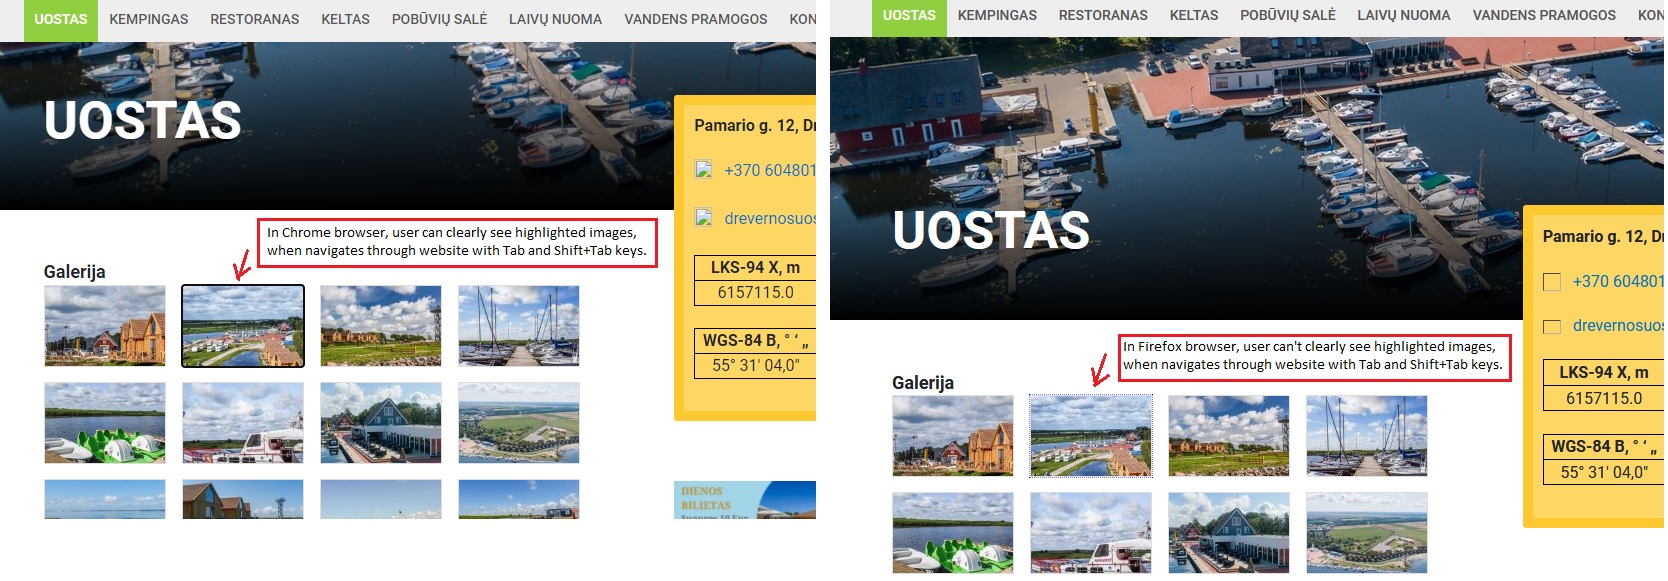 UOSTAS KEMPINGAS RESTORANAS KELTAS POBŪVIŲ SALĖ LAIVŲ NUOMA VANDENS PRAMOGOS KON
UOSTAS
Pamario g. 12, Dr
+370 604801
drevernosuos
In Chrome browser, user can clearly see highlighted images,
when navigates through website with Tab and Shift+Tab keys.
LKS-94 X, m
6157115.0
Galerija
WGS-84 B, ° ‘ „
55° 31' 04,0"
DIENOS
BILIETAS
UOSTAS KEMPINGAS RESTORANAS KELTAS POBŪVIŲ SALĖ LAIVŲ NUOMA VANDENS PRAMOGOS KON
UOSTAS
Pamario g. 12, Dr
+370 604801
drevernosuos
In Firefox browser, user can't clearly see highlighted images,
when navigates through website with Tab and Shift+Tab keys.
LKS-94 X, m
6157115.0
Galerija
WGS-84 B, ° ‘ „
55° 31' 04,0"